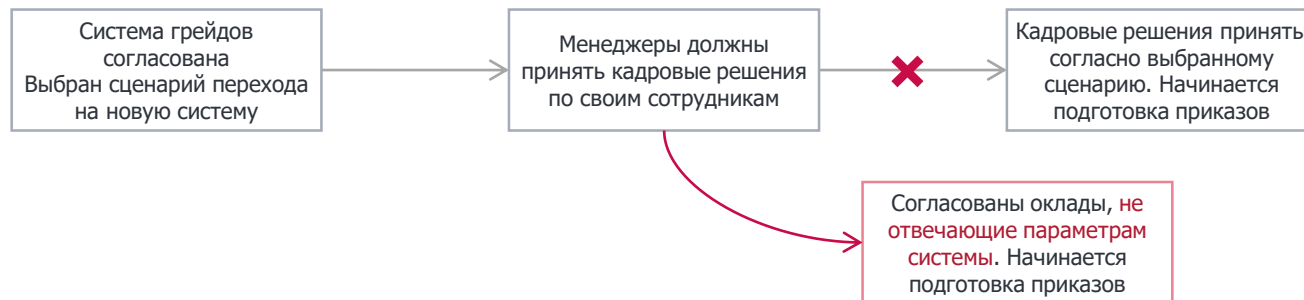 Система грейдов
согласована
Выбран сценарий перехода
на новую систему
Менеджеры должны
принять кадровые решения
по своим сотрудникам
Кадровые решения принять
согласно выбранному
сценарию. Начинается
подготовка приказов
Согласованы оклады, не
отвечающие параметрам
системы. Начинается
подготовка приказов